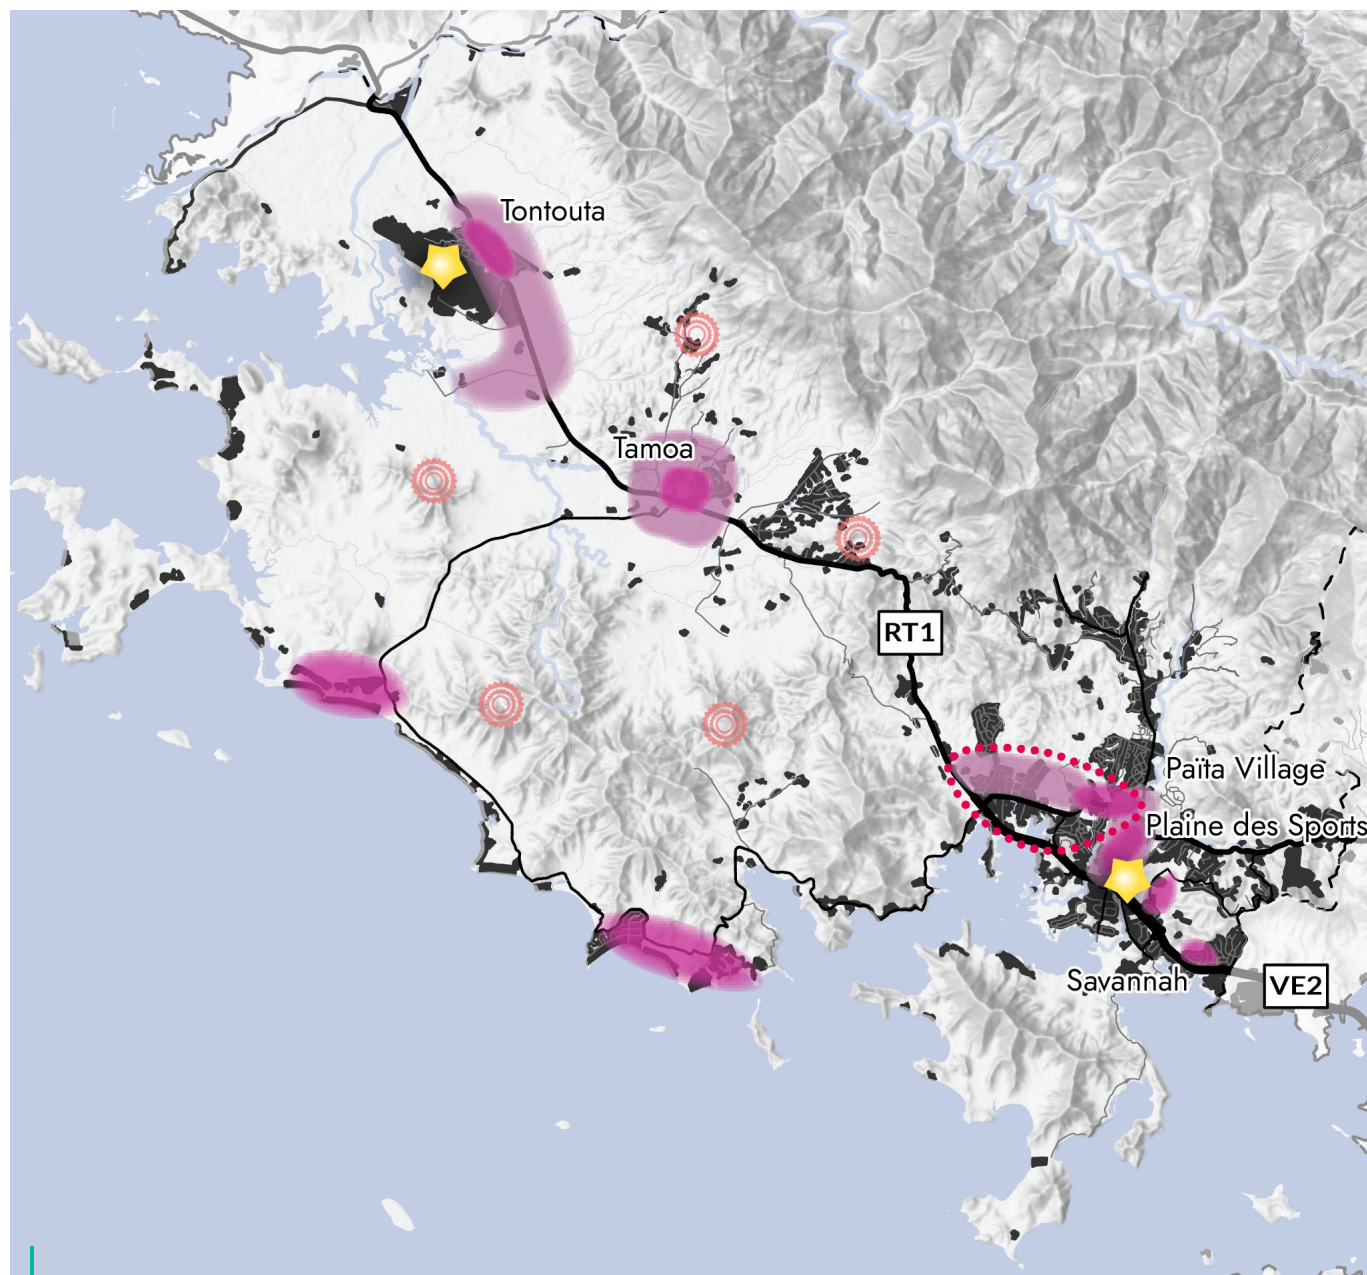 Tontouta
Tamoa
RT1
Païta Village
Plaine des Sports
Savannah
VE2